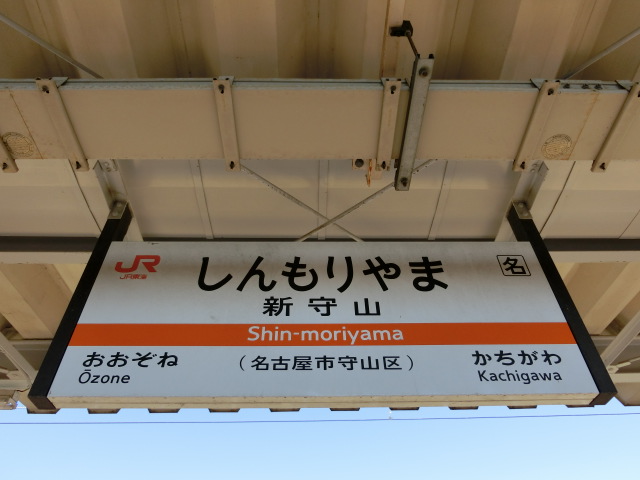 JR
JR東海
しんもりやま
名
新守山
Shin-moriyama
おおぞね
Ōzone
(名古屋市守山区)
かちがわ
Kachigawa